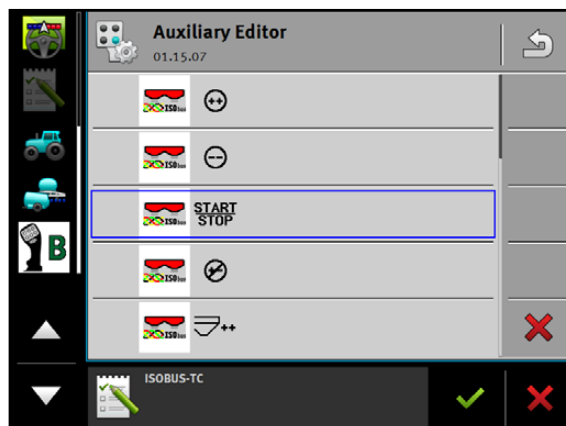 Auxiliary Editor
01.15.07
ISObus ++
ISObus --
ISObus START
STOP
ISObus
ISObus ++
B
ISOBUS-TC